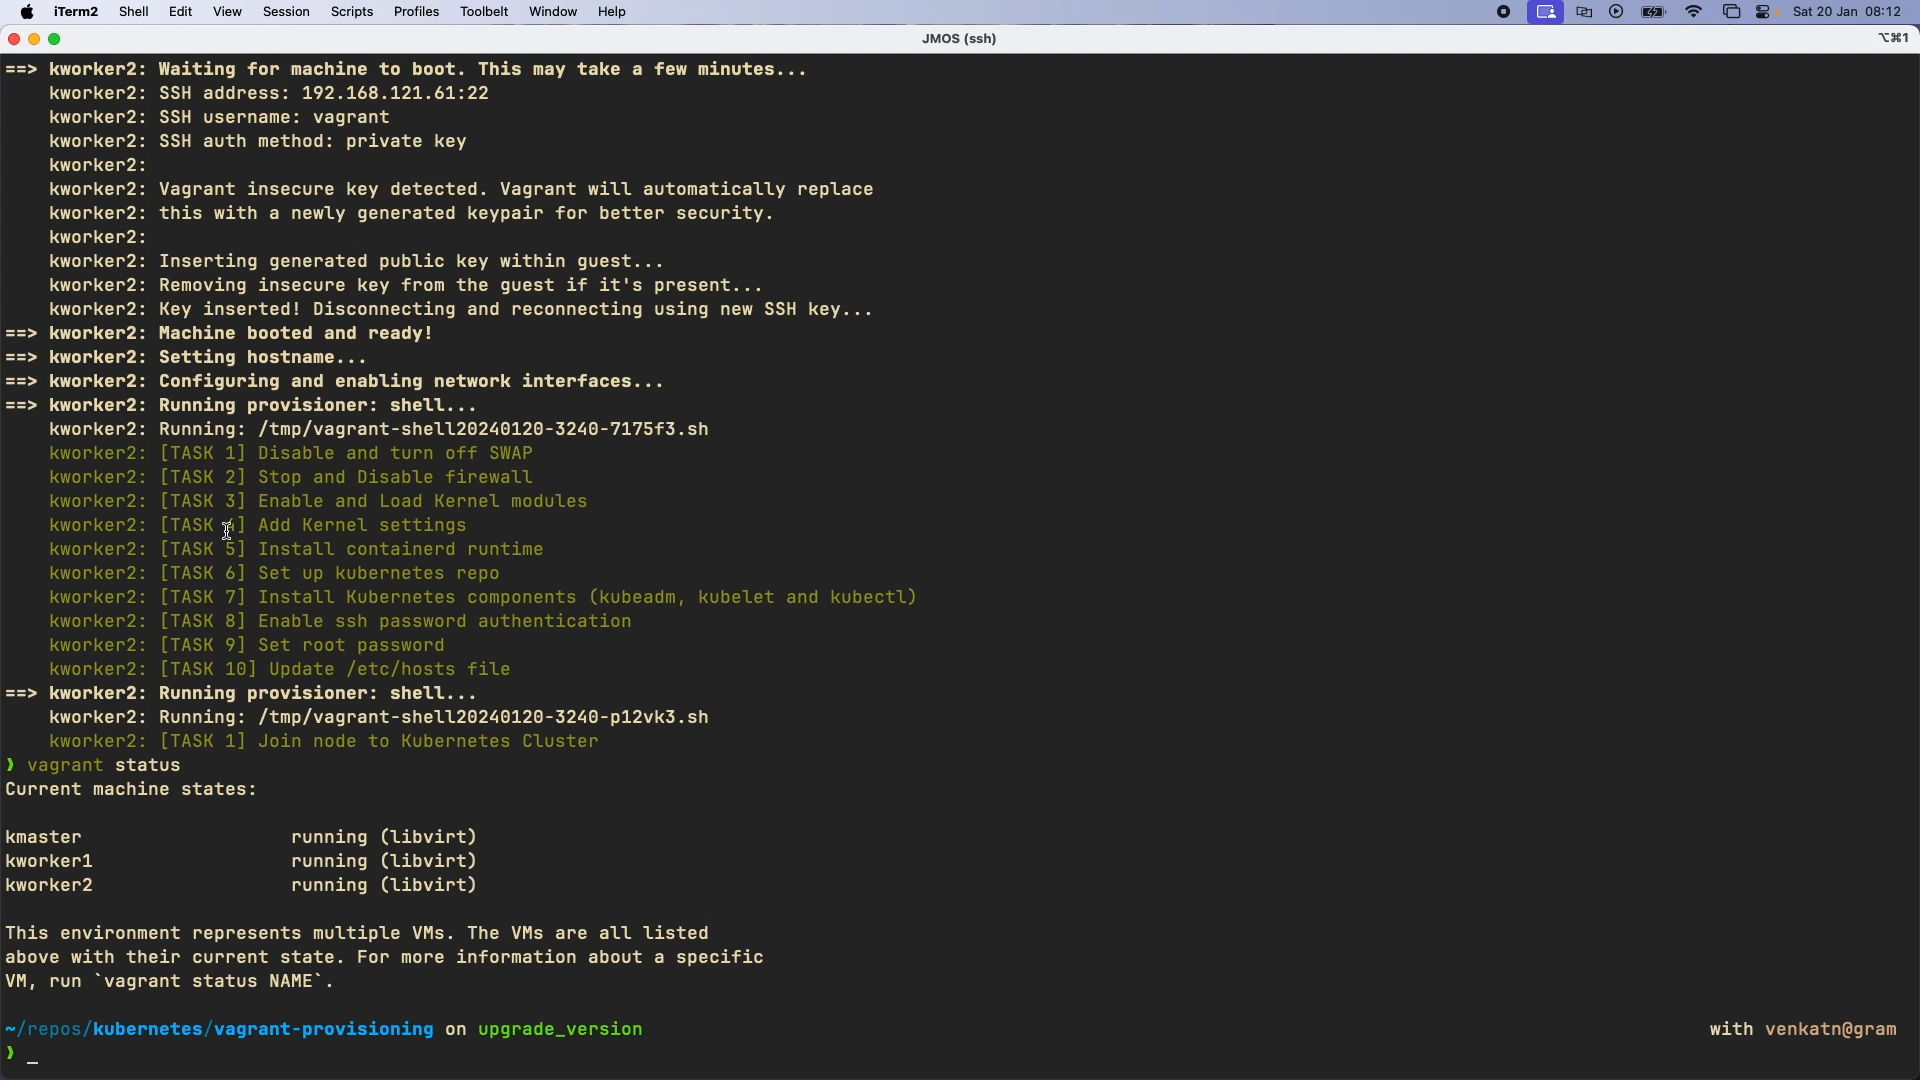 iTerm2 Shell Edit View Session Scripts Profiles Toolbelt Window Help Sat 20 Jan 08:12
JMOS (ssh) ⌥⌘1
==> kworker2: Waiting for machine to boot. This may take a few minutes...
kworker2: SSH address: 192.168.121.61:22
kworker2: SSH username: vagrant
kworker2: SSH auth method: private key
kworker2:
kworker2: Vagrant insecure key detected. Vagrant will automatically replace
kworker2: this with a newly generated keypair for better security.
kworker2:
kworker2: Inserting generated public key within guest...
kworker2: Removing insecure key from the guest if it's present...
kworker2: Key inserted! Disconnecting and reconnecting using new SSH key...
==> kworker2: Machine booted and ready!
==> kworker2: Setting hostname...
==> kworker2: Configuring and enabling network interfaces...
==> kworker2: Running provisioner: shell...
kworker2: Running: /tmp/vagrant-shell20240120-3240-7175f3.sh
kworker2: [TASK 1] Disable and turn off SWAP
kworker2: [TASK 2] Stop and Disable firewall
kworker2: [TASK 3] Enable and Load Kernel modules
kworker2: [TASK 4] Add Kernel settings
kworker2: [TASK 5] Install containerd runtime
kworker2: [TASK 6] Set up kubernetes repo
kworker2: [TASK 7] Install Kubernetes components (kubeadm, kubelet and kubectl)
kworker2: [TASK 8] Enable ssh password authentication
kworker2: [TASK 9] Set root password
kworker2: [TASK 10] Update /etc/hosts file
==> kworker2: Running provisioner: shell...
kworker2: Running: /tmp/vagrant-shell20240120-3240-p12vk3.sh
kworker2: [TASK 1] Join node to Kubernetes Cluster
❯ vagrant status
Current machine states:
kmaster running (libvirt)
kworker1 running (libvirt)
kworker2 running (libvirt)
This environment represents multiple VMs. The VMs are all listed
above with their current state. For more information about a specific
VM, run `vagrant status NAME`.
~/repos/kubernetes/vagrant-provisioning on upgrade_version with venkatn@gram
❯ _